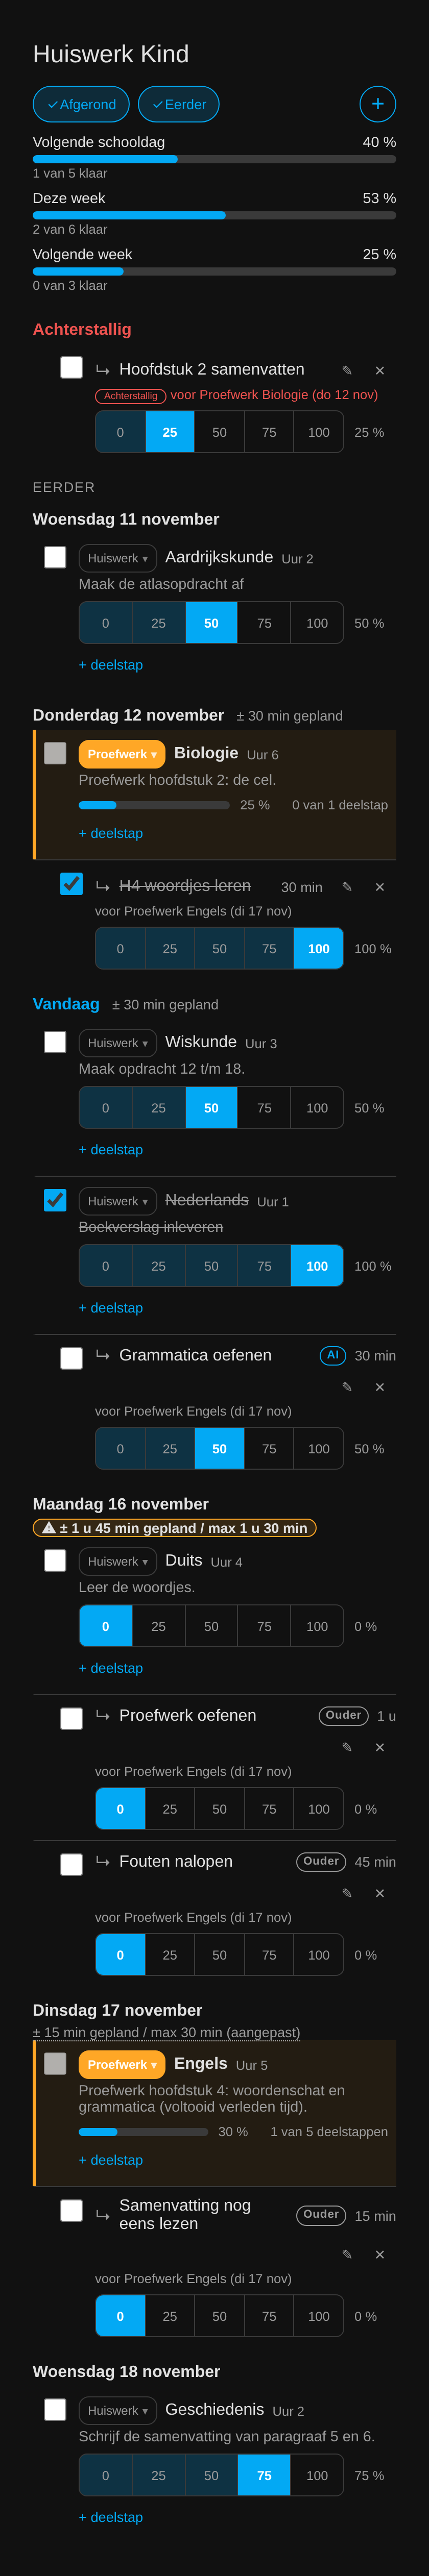 Huiswerk Kind
✓Afgerond ✓Eerder +
Volgende schooldag 40 %
1 van 5 klaar
Deze week 53 %
2 van 6 klaar
Volgende week 25 %
0 van 3 klaar
Achterstallig
↳ Hoofdstuk 2 samenvatten ✎ ✕
Achterstallig voor Proefwerk Biologie (do 12 nov)
0 25 50 75 100 25 %
EERDER
Woensdag 11 november
Huiswerk ▾ Aardrijkskunde Uur 2
Maak de atlasopdracht af
0 25 50 75 100 50 %
+ deelstap
Donderdag 12 november ± 30 min gepland
Proefwerk ▾ Biologie Uur 6
Proefwerk hoofdstuk 2: de cel.
25 % 0 van 1 deelstap
+ deelstap
↳ H4 woordjes leren 30 min ✎ ✕
voor Proefwerk Engels (di 17 nov)
0 25 50 75 100 100 %
Vandaag ± 30 min gepland
Huiswerk ▾ Wiskunde Uur 3
Maak opdracht 12 t/m 18.
0 25 50 75 100 50 %
+ deelstap
Huiswerk ▾ Nederlands Uur 1
Boekverslag inleveren
0 25 50 75 100 100 %
+ deelstap
↳ Grammatica oefenen AI 30 min
✎ ✕
voor Proefwerk Engels (di 17 nov)
0 25 50 75 100 50 %
Maandag 16 november
⚠ ± 1 u 45 min gepland / max 1 u 30 min
Huiswerk ▾ Duits Uur 4
Leer de woordjes.
0 25 50 75 100 0 %
+ deelstap
↳ Proefwerk oefenen Ouder 1 u
✎ ✕
voor Proefwerk Engels (di 17 nov)
0 25 50 75 100 0 %
↳ Fouten nalopen Ouder 45 min
✎ ✕
voor Proefwerk Engels (di 17 nov)
0 25 50 75 100 0 %
Dinsdag 17 november
± 15 min gepland / max 30 min (aangepast)
Proefwerk ▾ Engels Uur 5
Proefwerk hoofdstuk 4: woordenschat en
grammatica (voltooid verleden tijd).
30 % 1 van 5 deelstappen
+ deelstap
↳ Samenvatting nog
eens lezen Ouder 15 min
✎ ✕
voor Proefwerk Engels (di 17 nov)
0 25 50 75 100 0 %
Woensdag 18 november
Huiswerk ▾ Geschiedenis Uur 2
Schrijf de samenvatting van paragraaf 5 en 6.
0 25 50 75 100 75 %
+ deelstap